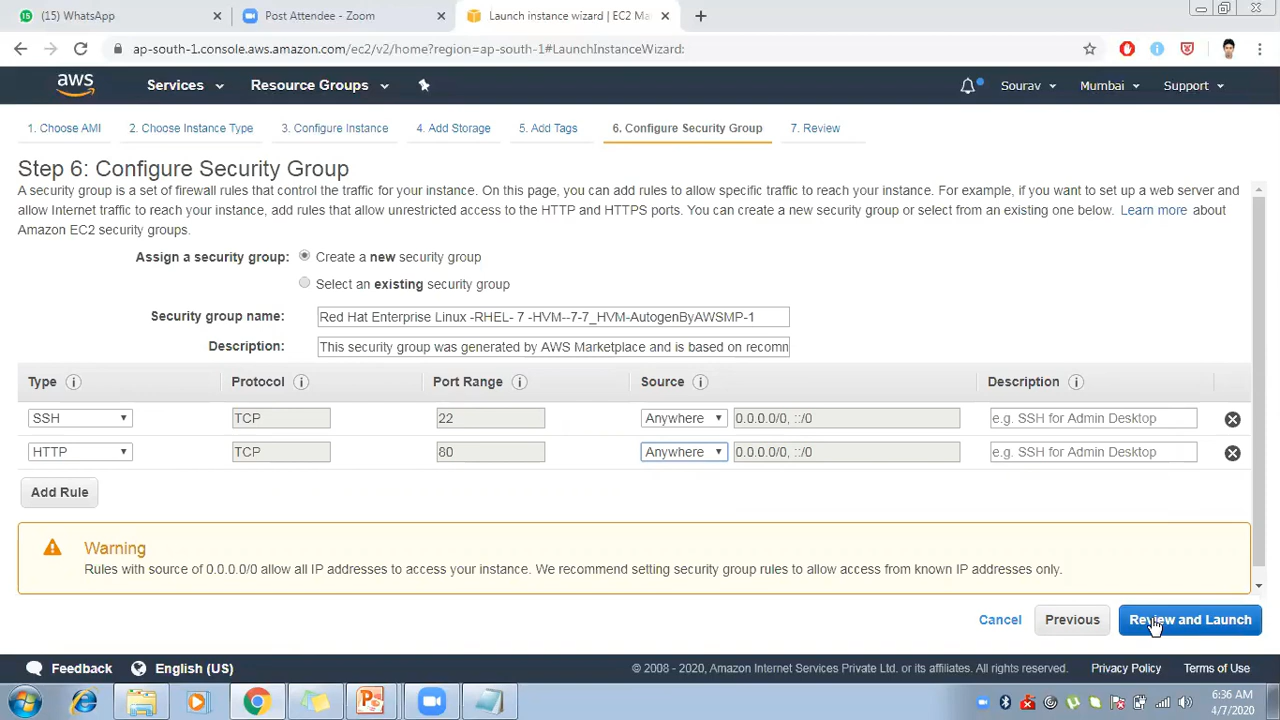 (15) WhatsApp
Post Attendee - Zoom
Launch instance wizard | EC2 Ma
ap-south-1.console.aws.amazon.com/ec2/v2/home?region=ap-south-1#LaunchInstanceWizard:
aws
Services
Resource Groups
Sourav
Mumbai
Support
1. Choose AMI
2. Choose Instance Type
3. Configure Instance
4. Add Storage
5. Add Tags
6. Configure Security Group
7. Review
Step 6: Configure Security Group
A security group is a set of firewall rules that control the traffic for your instance. On this page, you can add rules to allow specific traffic to reach your instance. For example, if you want to set up a web server and
allow Internet traffic to reach your instance, add rules that allow unrestricted access to the HTTP and HTTPS ports. You can create a new security group or select from an existing one below. Learn more about
Amazon EC2 security groups.
Assign a security group: Create a new security group
Select an existing security group
Security group name: Red Hat Enterprise Linux -RHEL- 7 -HVM--7-7_HVM-AutogenByAWSMP-1
Description: This security group was generated by AWS Marketplace and is based on recomn
Type Protocol Port Range Source Description
SSH TCP 22 Anywhere 0.0.0.0/0, ::/0 e.g. SSH for Admin Desktop
HTTP TCP 80 Anywhere 0.0.0.0/0, ::/0 e.g. SSH for Admin Desktop
Add Rule
Warning
Rules with source of 0.0.0.0/0 allow all IP addresses to access your instance. We recommend setting security group rules to allow access from known IP addresses only.
Cancel
Previous
Review and Launch
Feedback
English (US)
© 2008 - 2020, Amazon Internet Services Private Ltd. or its affiliates. All rights reserved.
Privacy Policy
Terms of Use
6:36 AM
4/7/2020